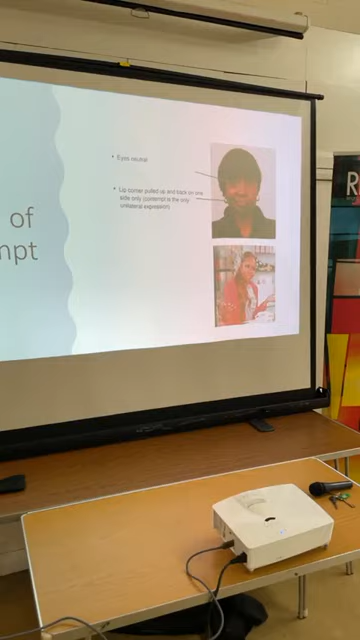 of
mpt
• Eyes neutral
• Lip corner pulled up and back on one
side only (contempt is the only
unilateral expression)
R